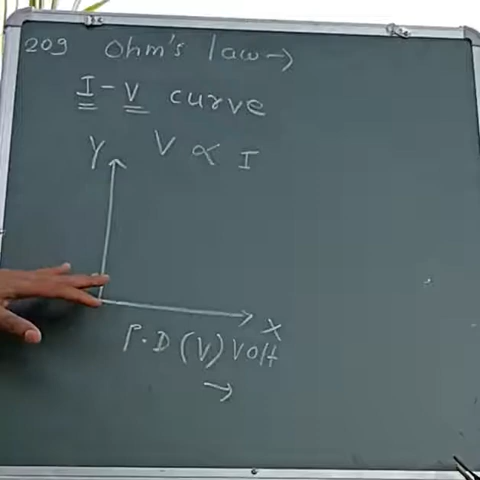 209 Ohm's law →
I - V curve
V ∝ I
Y
X
P.D (V) Volt
→